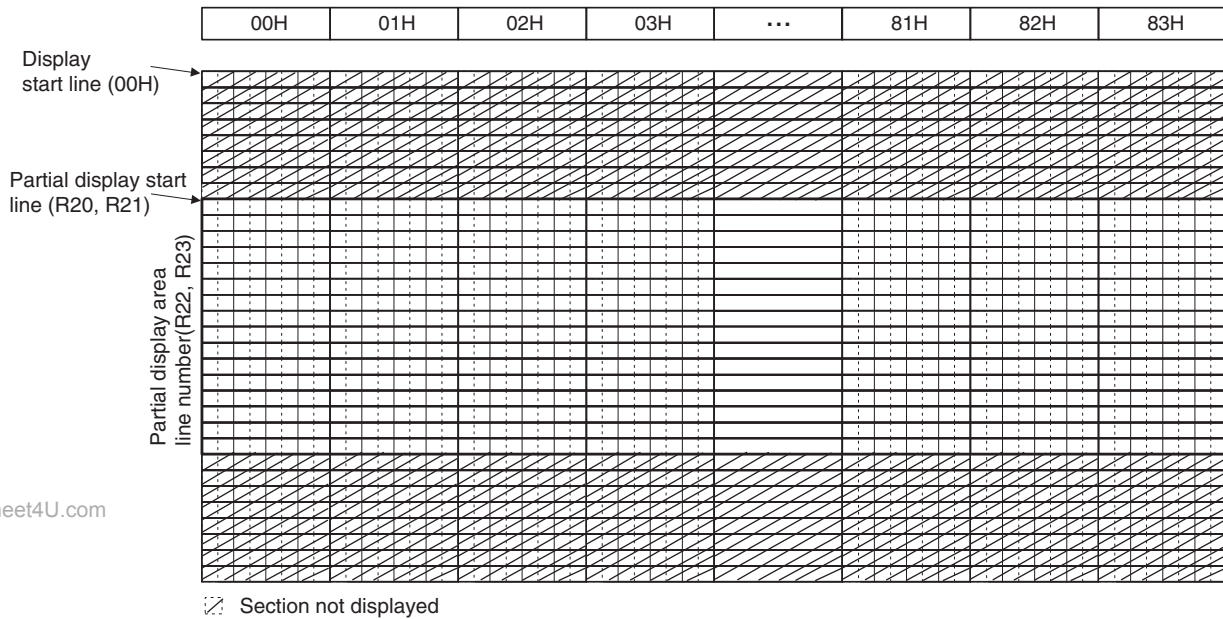 00H 01H 02H 03H ... 81H 82H 83H
Display
start line (00H)
Partial display start
line (R20, R21)
Partial display area
line number(R22, R23)
neet4U.com
Section not displayed